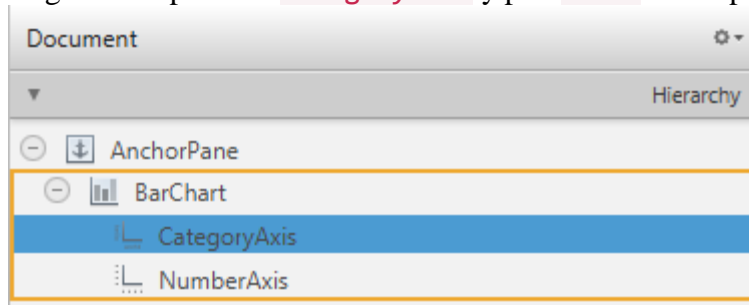 Document
Hierarchy
AnchorPane
BarChart
CategoryAxis
NumberAxis